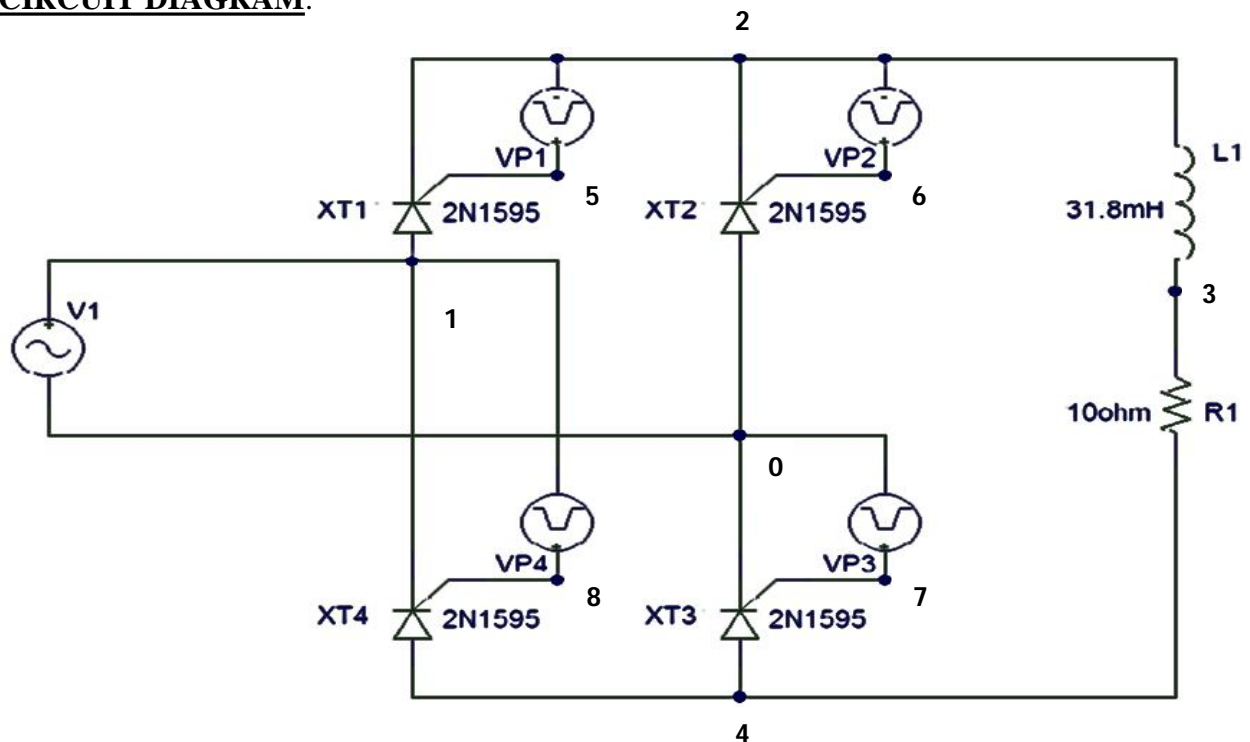 CIRCUIT DIAGRAM:
2
VP1
VP2
L1
5
6
XT1
2N1595
XT2
2N1595
31.8mH
3
V1
1
10ohm
R1
0
VP4
VP3
8
7
XT4
2N1595
XT3
2N1595
4